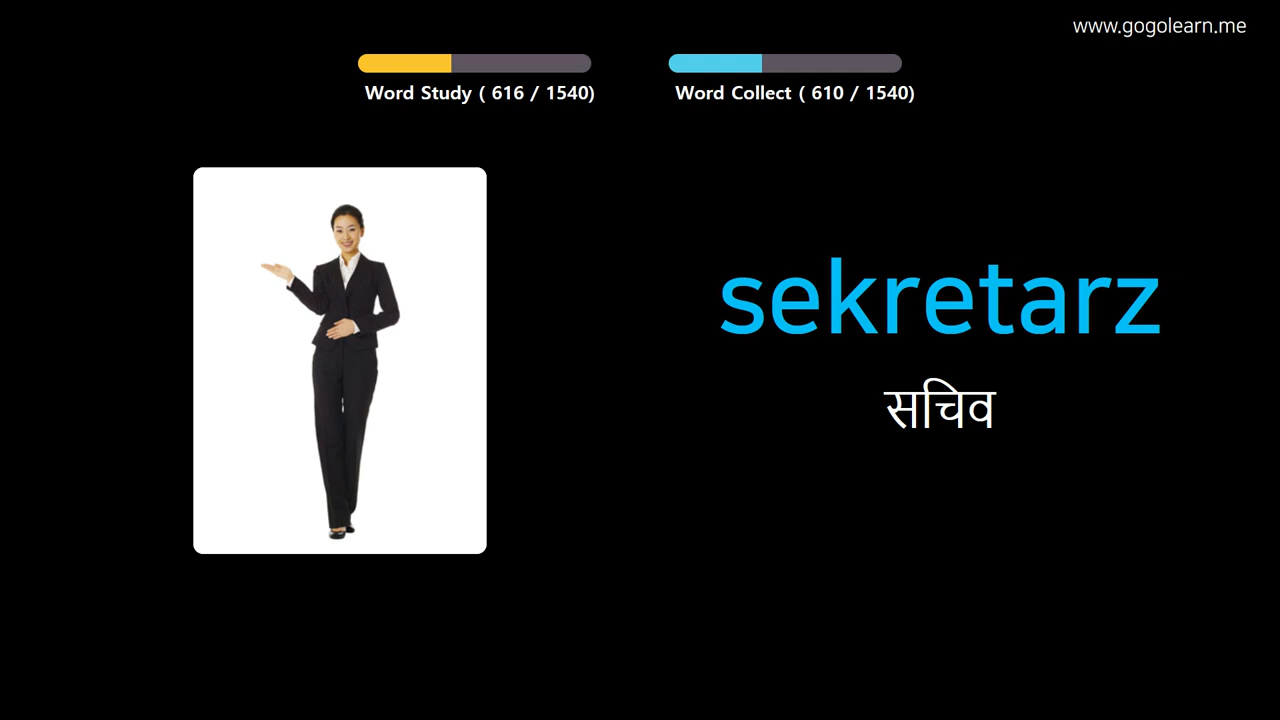 www.gogolearn.me
Word Study ( 616 / 1540)
Word Collect ( 610 / 1540)
sekretarz
सचिव